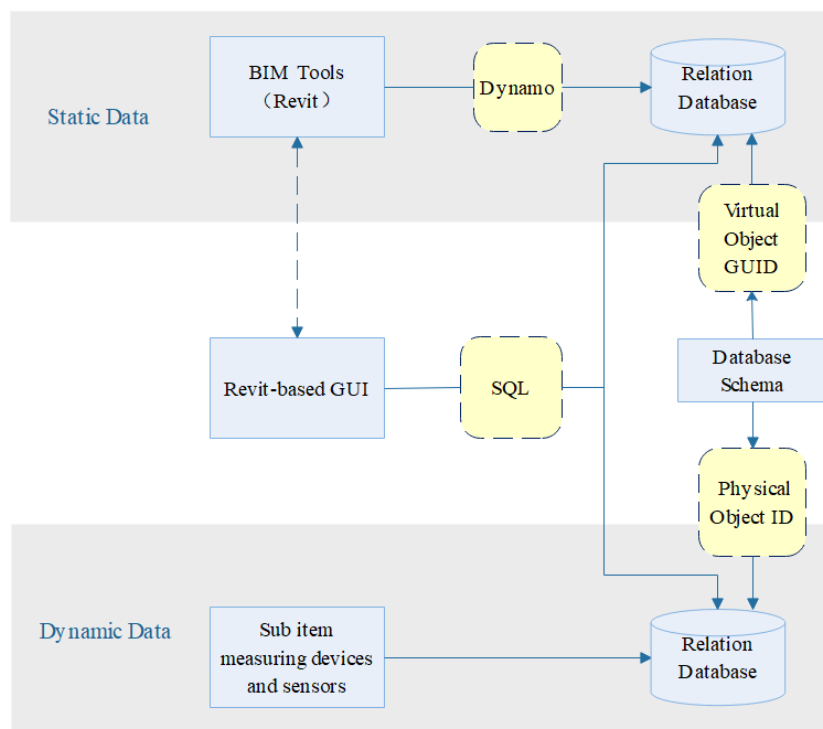 BIM Tools
（Revit）
Dynamo
Relation
Database
Static Data
Virtual
Object
GUID
Revit-based GUI
SQL
Database
Schema
Physical
Object ID
Dynamic Data
Sub item
measuring devices
and sensors
Relation
Database